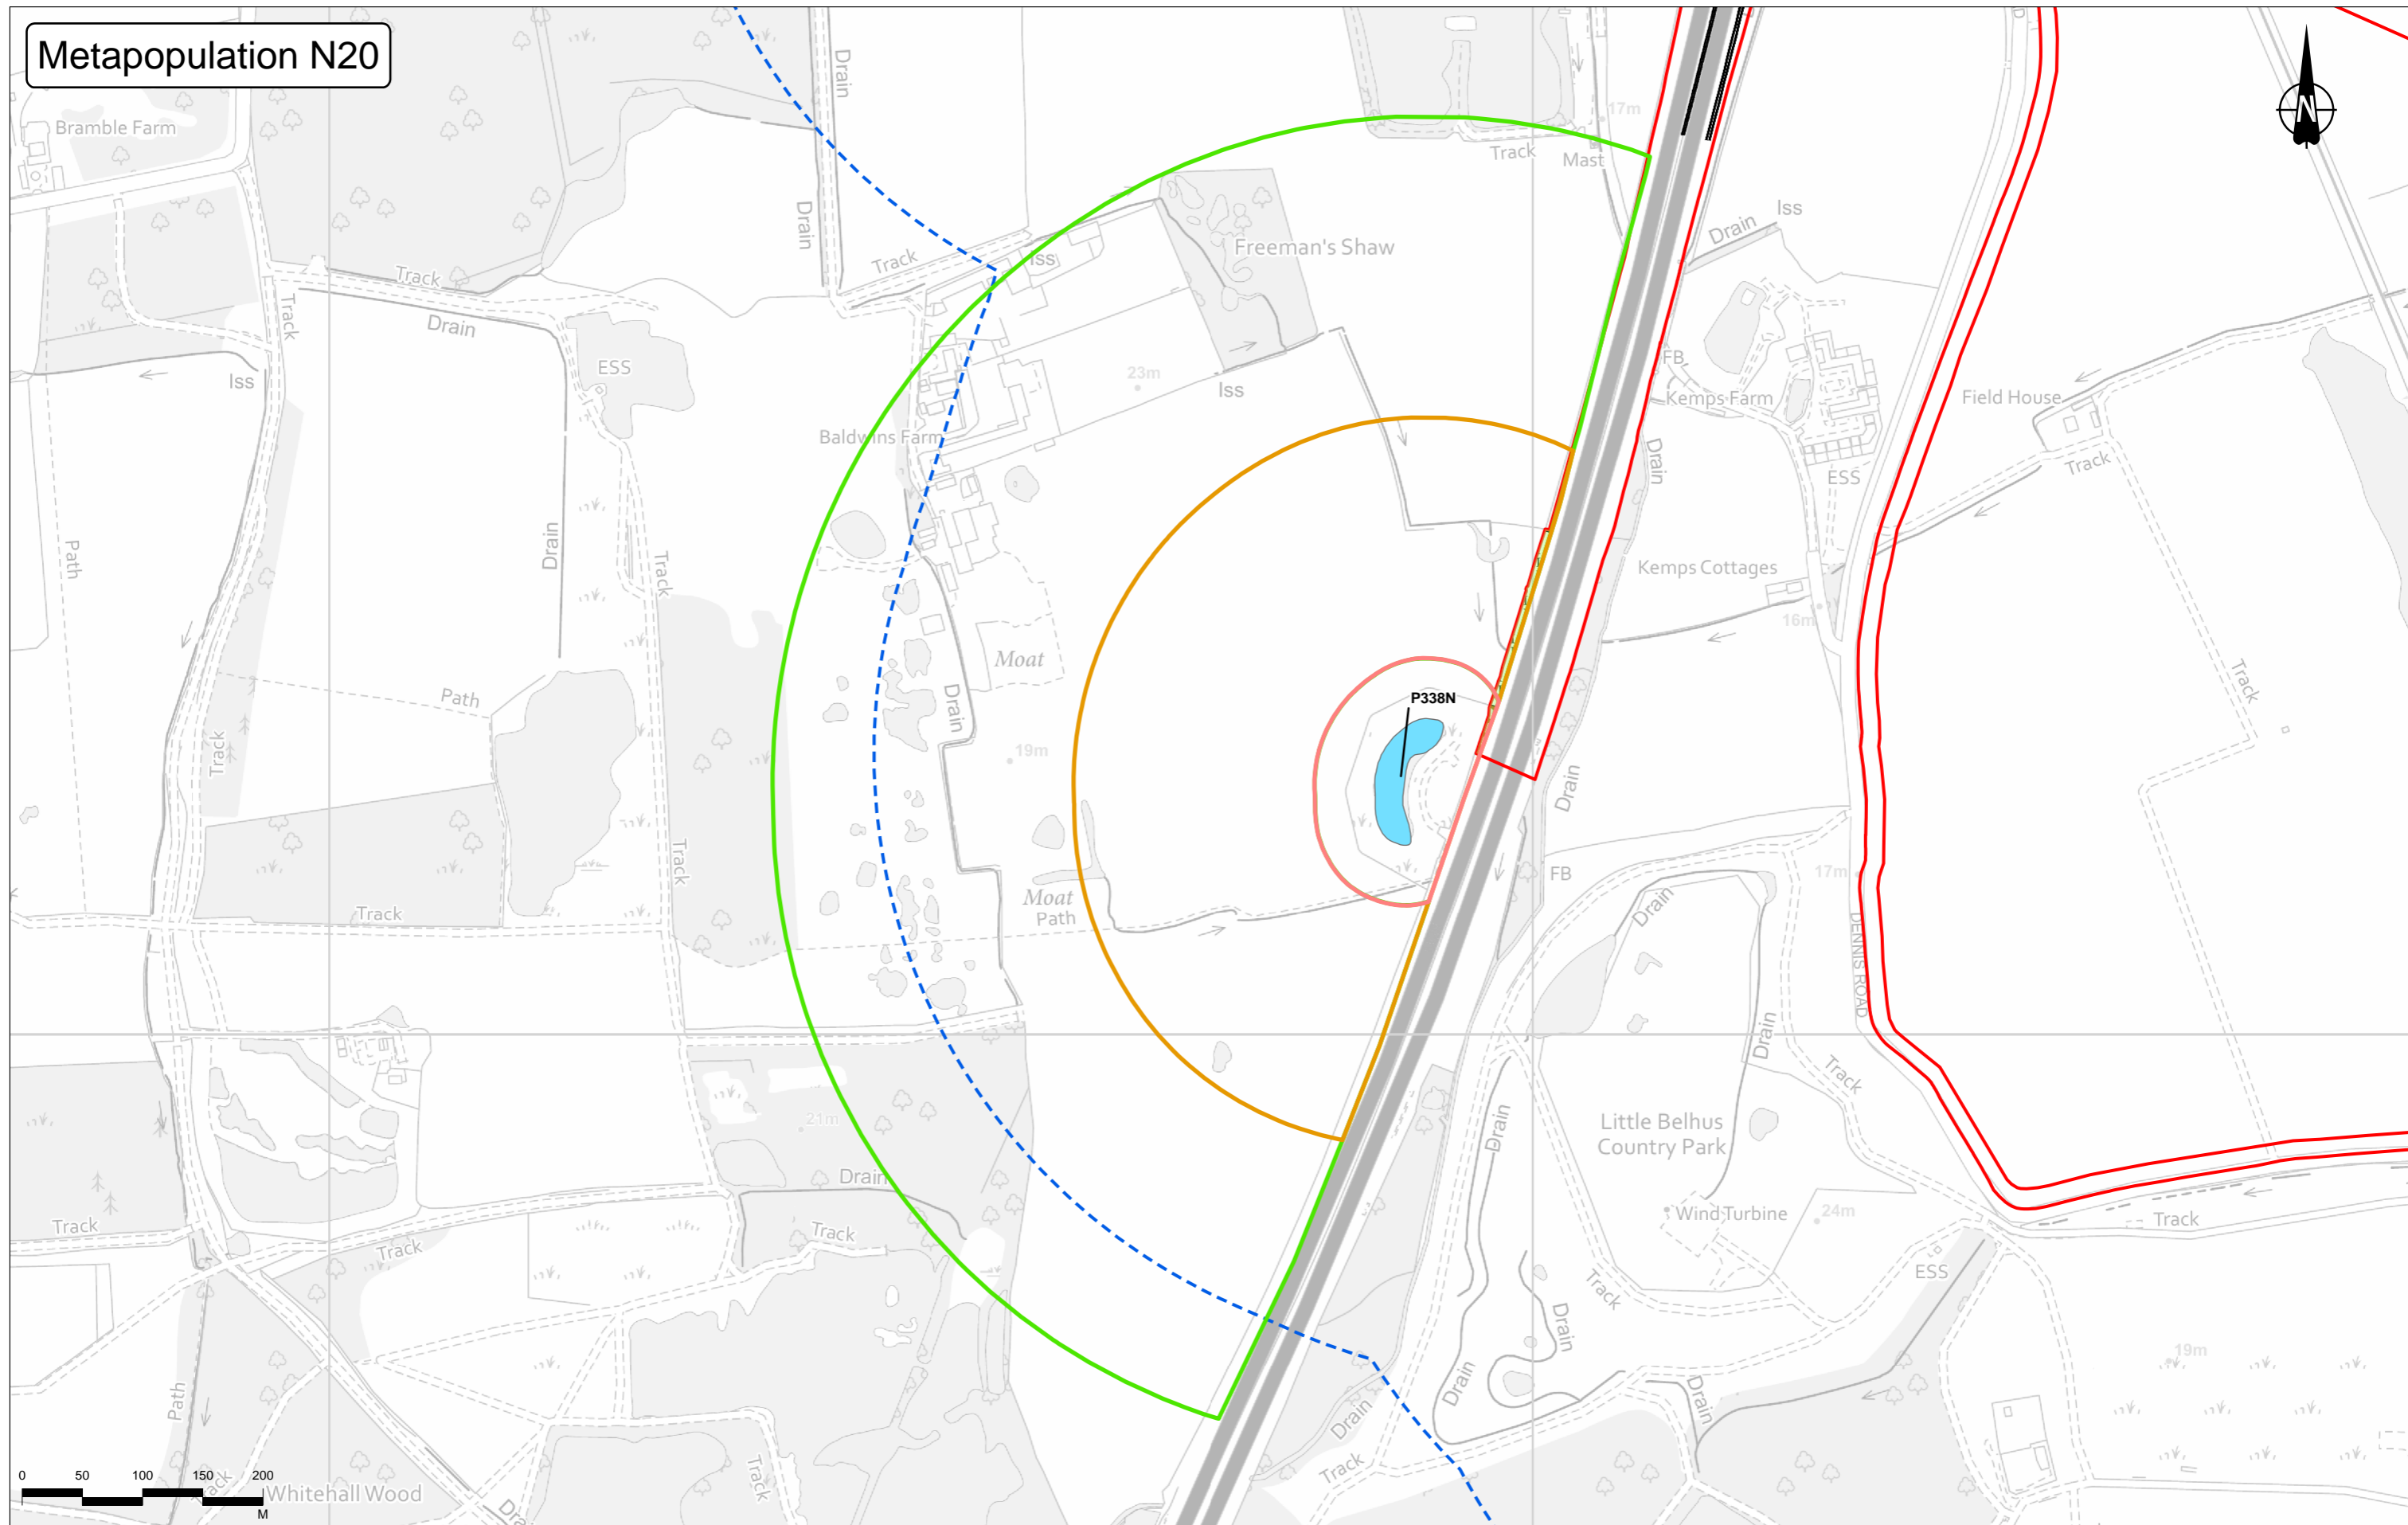 Metapopulation N20
N
Bramble Farm
Drain
Drain
Track
Iss
Freeman's Shaw
Track
Mast
17m
Drain
Iss
Track
Track
Drain
ESS
Iss
23m
Iss
FB
Kemps Farm
Field House
Baldwins Farm
Drain
ESS
Track
Path
Drain
Track
Kemps Cottages
16m
Moat
Track
Path
Drain
P338N
Track
19m
Drain
Track
Moat
Path
FB
17m
Drain
Track
DENNIS ROAD
Drain
Track
21m
Drain
Little Belhus
Country Park
Drain
Track
Track
Track
Wind Turbine
24m
Track
ESS
Track
Drain
19m
Path
Drain
Drain
Drain
Track
Track
0 50 100 150 200
M
Track
Whitehall Wood